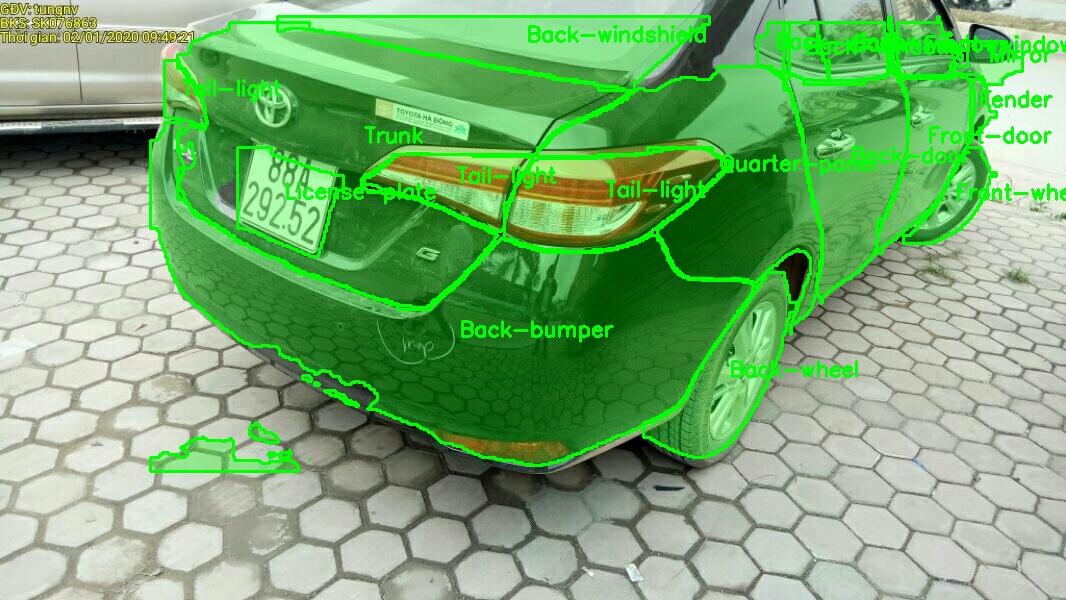 GĐV: tungnv
BKS: SK076863
Thời gian: 02/01/2020 09:49:21
Back-windshield
Mirror
Tail-light
Fender
TOYOTA HÀ ĐÔNG
Trunk
Front-door
Back-door
Quarter-panel
Tail-light
Tail-light
License-plate
Front-whe
88A
292.52
G
Back-bumper
Back-wheel